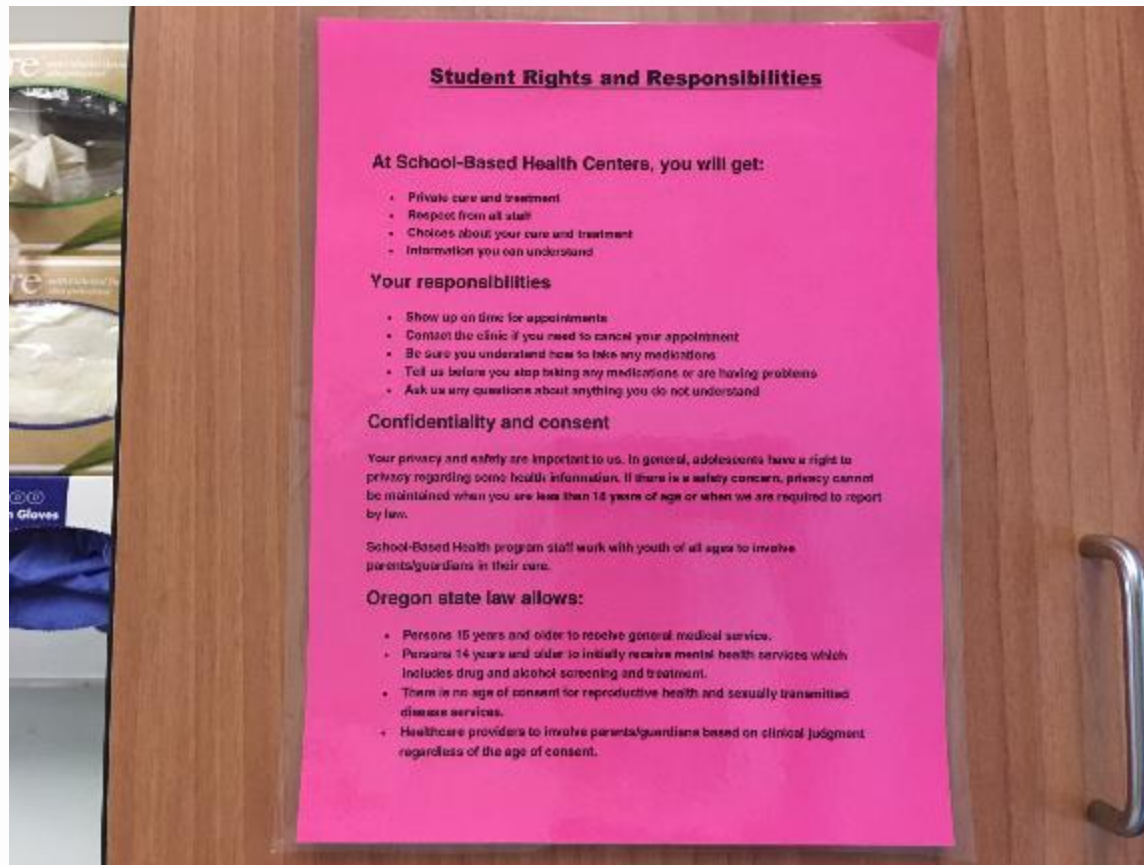 Student Rights and Responsibilities
At School-Based Health Centers, you will get:
• Private care and treatment
• Respect from all staff
• Choices about your care and treatment
• Information you can understand
Your responsibilities
• Show up on time for appointments
• Contact the clinic if you need to cancel your appointment
• Be sure you understand how to take any medications
• Tell us before you stop taking any medications or are having problems
• Ask us any questions about anything you do not understand
Confidentiality and consent
Your privacy and safety are important to us. In general, adolescents have a right to
privacy regarding some health information. If there is a safety concern, privacy cannot
be maintained when you are less than 18 years of age or when we are required to report
by law.
School-Based Health program staff work with youth of all ages to involve
parents/guardians in their care.
Oregon state law allows:
• Persons 15 years and older to receive general medical service.
• Persons 14 years and older to initially receive mental health services which
includes drug and alcohol screening and treatment.
• There is no age of consent for reproductive health and sexually transmitted
disease services.
• Healthcare providers to involve parents/guardians based on clinical judgment
regardless of the age of consent.
re
re
Gloves